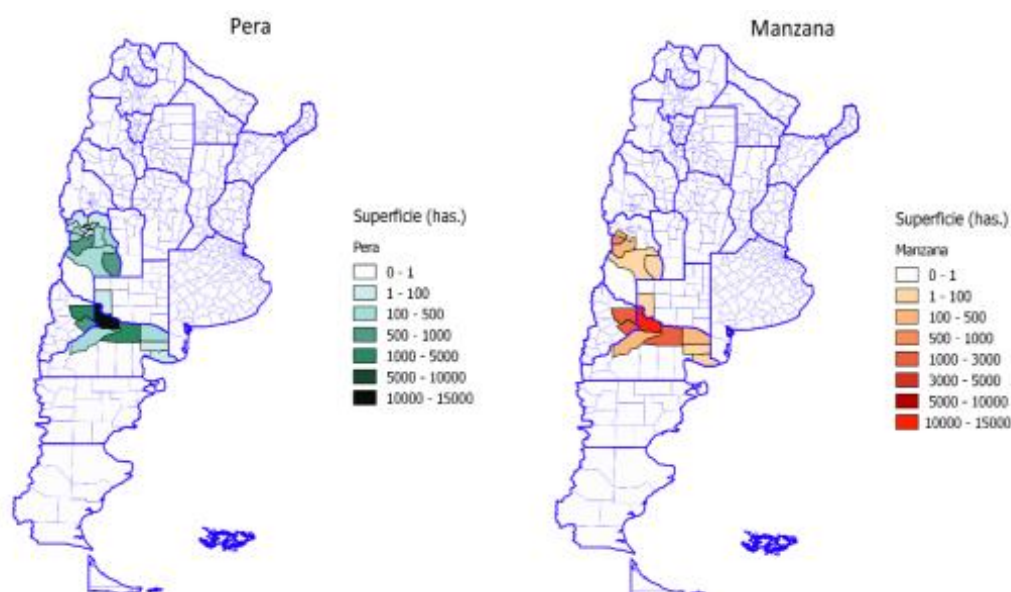 Pera
Superficie (has.)
Pera
0 - 1
1 - 100
100 - 500
500 - 1000
1000 - 5000
5000 - 10000
10000 - 15000
Manzana
Superficie (has.)
Manzana
0 - 1
1 - 100
100 - 500
500 - 1000
1000 - 3000
3000 - 5000
5000 - 10000
10000 - 15000